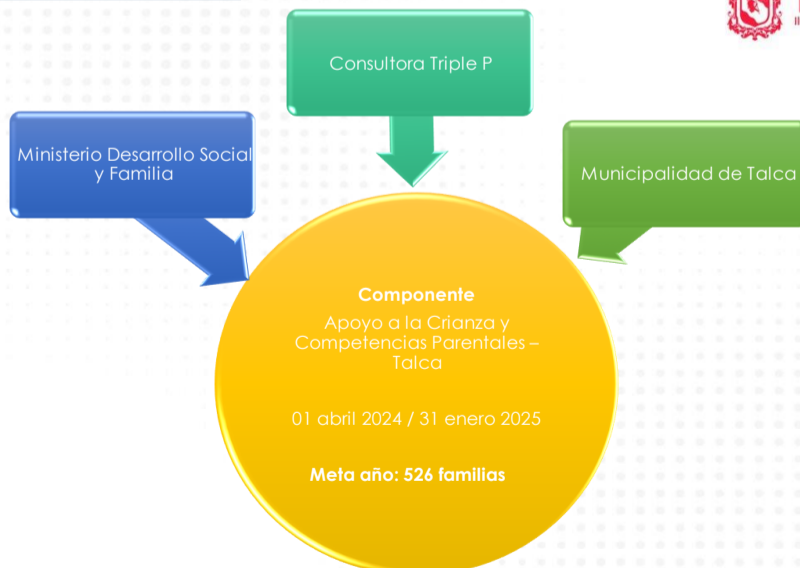 Consultora Triple P
Ministerio Desarrollo Social
y Familia
Municipalidad de Talca
Componente
Apoyo a la Crianza y
Competencias Parentales –
Talca
01 abril 2024 / 31 enero 2025
Meta año: 526 familias